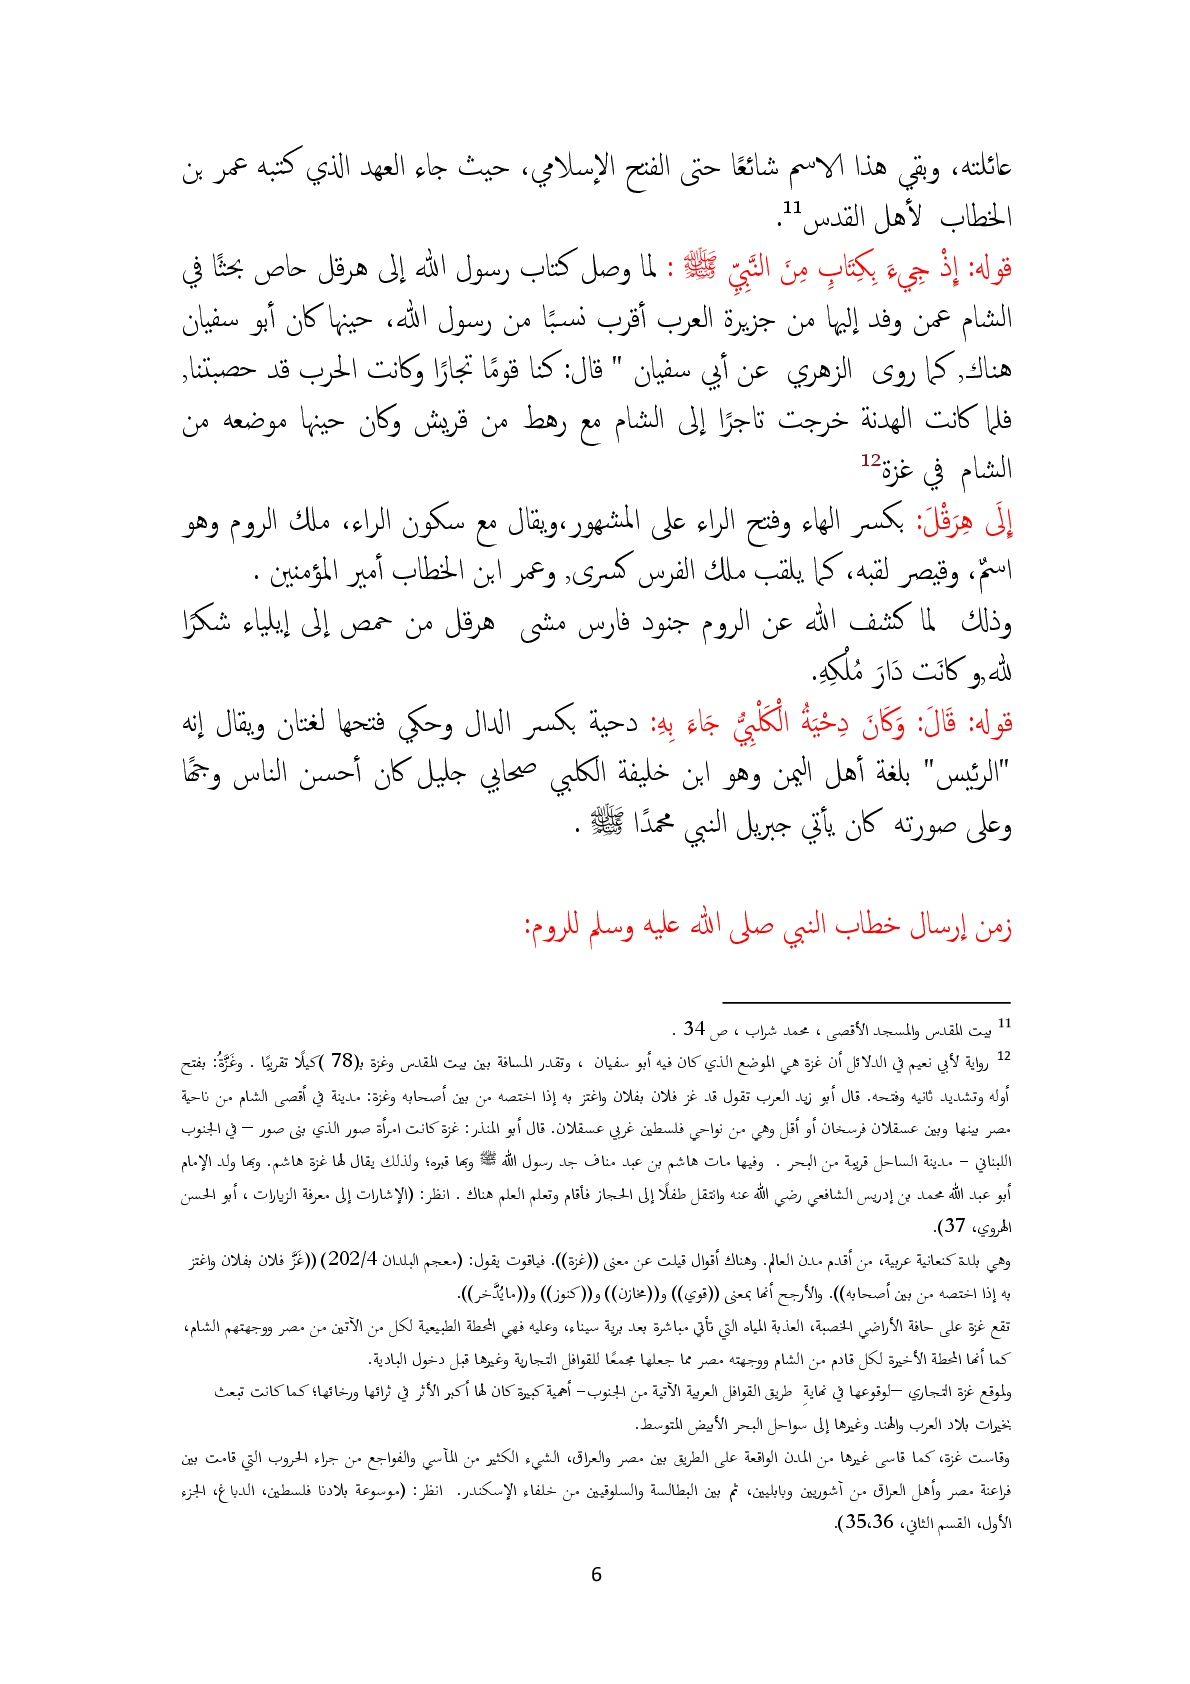 عائلته، وبقي هذا الاسم شائعًا حتى الفتح الإسلامي، حيث جاء العهد الذي كتبه عمر بن
الخطاب لأهل القدس11.
قوله: إِذْ جِيءَ بِكِتَابٍ مِنَ النَّبِيِّ ﷺ : لما وصل كتاب رسول الله إلى هرقل حاص بحثًا في
الشام عمن وفد إليها من جزيرة العرب أقرب نسبًا من رسول الله، حينها كان أبو سفيان
هناك, كما روى الزهري عن أبي سفيان " قال: كنا قومًا تجارًا وكانت الحرب قد حصبتنا,
فلما كانت الهدنة خرجت تاجرًا إلى الشام مع رهط من قريش وكان حينها موضعه من
الشام في غزة12
إِلَى هِرَقْلَ: بكسر الهاء وفتح الراء على المشهور،ويقال مع سكون الراء، ملك الروم وهو
اسمٌ، وقيصر لقبه، كما يلقب ملك الفرس كسرى, وعمر ابن الخطاب أمير المؤمنين .
وذلك لما كشف الله عن الروم جنود فارس مشى هرقل من حمص إلى إيلياء شكرًا
لله,وكانَت دَارَ مُلْكِهِ.
قوله: قَالَ: وَكَانَ دِحْيَةُ الْكَلْبِيُّ جَاءَ بِهِ: دحية بكسر الدال وحكي فتحها لغتان ويقال إنه
"الرئيس" بلغة أهل اليمن وهو ابن خليفة الكلبي صحابي جليل كان أحسن الناس وجهًا
وعلى صورته كان يأتي جبريل النبي محمدًا ﷺ .
زمن إرسال خطاب النبي صلى الله عليه وسلم للروم:
11 بيت المقدس والمسجد الأقصى ، محمد شراب ، ص 34 .
12 رواية لأبي نعيم في الدلائل أن غزة هي الموضع الذي كان فيه أبو سفيان ، وتقدر المسافة بين بيت المقدس وغزة بـ(78 )كيلًا تقريبًا . وغَزَّةُ: بفتح
أوله وتشديد ثانيه وفتحه. قال أبو زيد العرب تقول قد غز فلان بفلان واغتز به إذا اختصه من بين أصحابه وغزة: مدينة في أقصى الشام من ناحية
مصر بينها وبين عسقلان فرسخان أو أقل وهي من نواحي فلسطين غربي عسقلان. قال أبو المنذر: غزة كانت امرأة صور الذي بنى صور – في الجنوب
اللبناني – مدينة الساحل قريبة من البحر . وفيها مات هاشم بن عبد مناف جد رسول الله ﷺ وبها قبره؛ ولذلك يقال لها غزة هاشم. وبها ولد الإمام
أبو عبد الله محمد بن إدريس الشافعي رضي الله عنه وانتقل طفلًا إلى الحجاز فأقام وتعلم العلم هناك . انظر: (الإشارات إلى معرفة الزيارات ، أبو الحسن
الهروي، 37).
وهي بلدة كنعانية عربية، من أقدم مدن العالم. وهناك أقوال قيلت عن معنى ((غزة)). فياقوت يقول: (معجم البلدان 202/4) ((غَزَّ فلان بفلان واغتز
به إذا اختصه من بين أصحابه)). والأرجح أنها بمعنى ((قوي)) و((مخازن)) و((كنوز)) و((ما يُدَّخر)).
تقع غزة على حافة الأراضي الخصبة، العذبة المياه التي تأتي مباشرة بعد برية سيناء، وعليه فهي المحطة الطبيعية لكل من الآتين من مصر ووجهتهم الشام،
كما أنها المحطة الأخيرة لكل قادم من الشام ووجهته مصر مما جعلها مجمعًا للقوافل التجارية وغيرها قبل دخول البادية.
ولموقع غزة التجاري –لوقوعها في نهايةِ طريق القوافل العربية الآتية من الجنوب– أهمية كبيرة كان لها أكبر الأثر في ثرائها ورخائها؛ كما كانت تبعث
بخيرات بلاد العرب والهند وغيرها إلى سواحل البحر الأبيض المتوسط.
وقاست غزة، كما قاسى غيرها من المدن الواقعة على الطريق بين مصر والعراق، الشيء الكثير من المآسي والفواجع من جراء الحروب التي قامت بين
فراعنة مصر وأهل العراق من آشوريين وبابليين، ثم بين البطالسة والسلوقيين من خلفاء الإسكندر. انظر: (موسوعة بلادنا فلسطين، الدباغ، الجزء
الأول، القسم الثاني، 35،36).
6